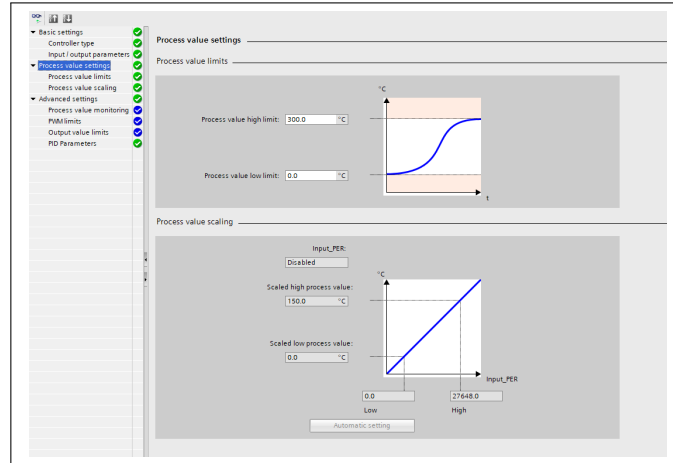 Basic settings
Controller type
Input / output parameters
Process value settings
Process value limits
Process value scaling
Advanced settings
Process value monitoring
PWM limits
Output value limits
PID Parameters
Process value settings
Process value limits
°C
Process value high limit: 300.0 °C
Process value low limit: 0.0 °C
t
Process value scaling
Input_PER:
Disabled
°C
Scaled high process value:
150.0 °C
Scaled low process value:
0.0 °C
Input_PER
0.0 27648.0
Low High
Automatic setting